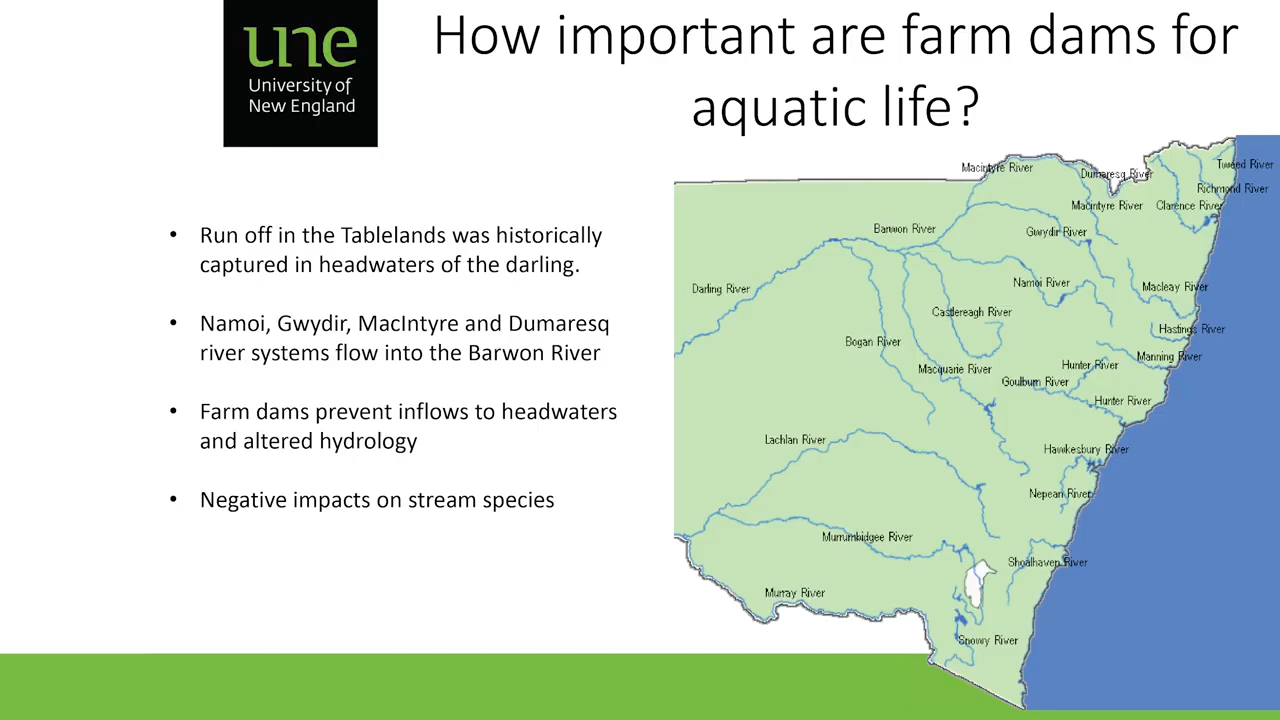 une
University of
New England
How important are farm dams for
aquatic life?
• Run off in the Tablelands was historically
captured in headwaters of the darling.
• Namoi, Gwydir, MacIntyre and Dumaresq
river systems flow into the Barwon River
• Farm dams prevent inflows to headwaters
and altered hydrology
• Negative impacts on stream species
Macintyre River
Dumaresq River
Tweed River
Richmond River
Macintyre River
Clarence River
Barwon River
Gwydir River
Darling River
Namoi River
Macleay River
Castlereagh River
Hastings River
Bogan River
Manning River
Macquarie River
Hunter River
Goulburn River
Hunter River
Lachlan River
Hawkesbury River
Nepean River
Murrumbidgee River
Shoalhaven River
Murray River
Snowy River